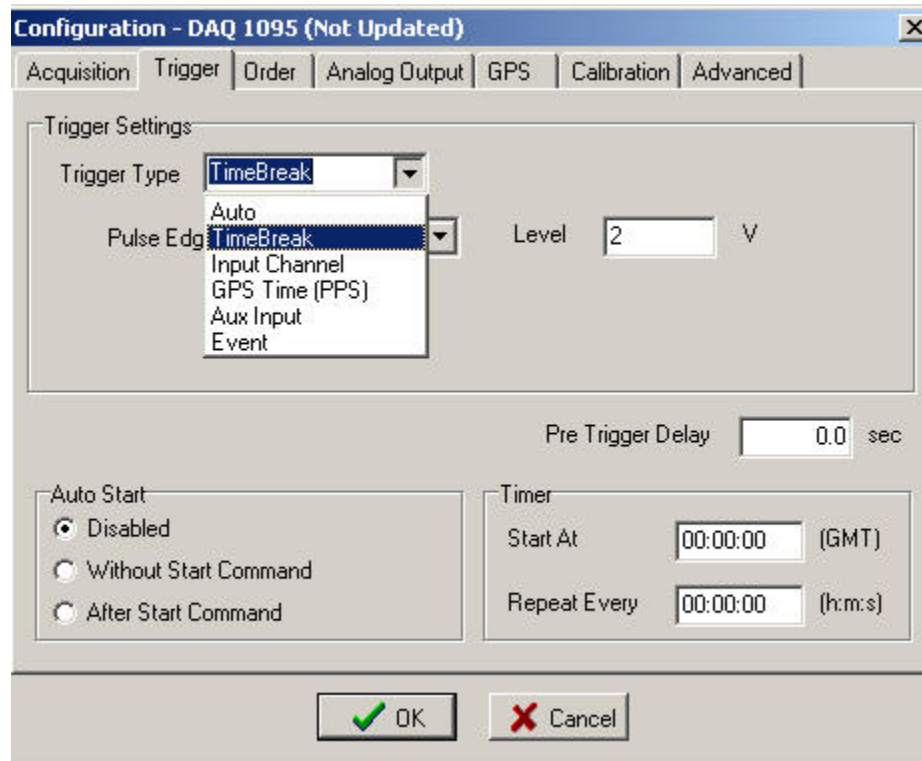 Configuration - DAQ 1095 (Not Updated)
Acquisition Trigger Order Analog Output GPS Calibration Advanced
Trigger Settings
Trigger Type TimeBreak
Auto
Pulse Edg TimeBreak Level 2 V
Input Channel
GPS Time (PPS)
Aux Input
Event
Pre Trigger Delay 0.0 sec
Auto Start
Disabled
Without Start Command
After Start Command
Timer
Start At 00:00:00 (GMT)
Repeat Every 00:00:00 (h:m:s)
OK Cancel